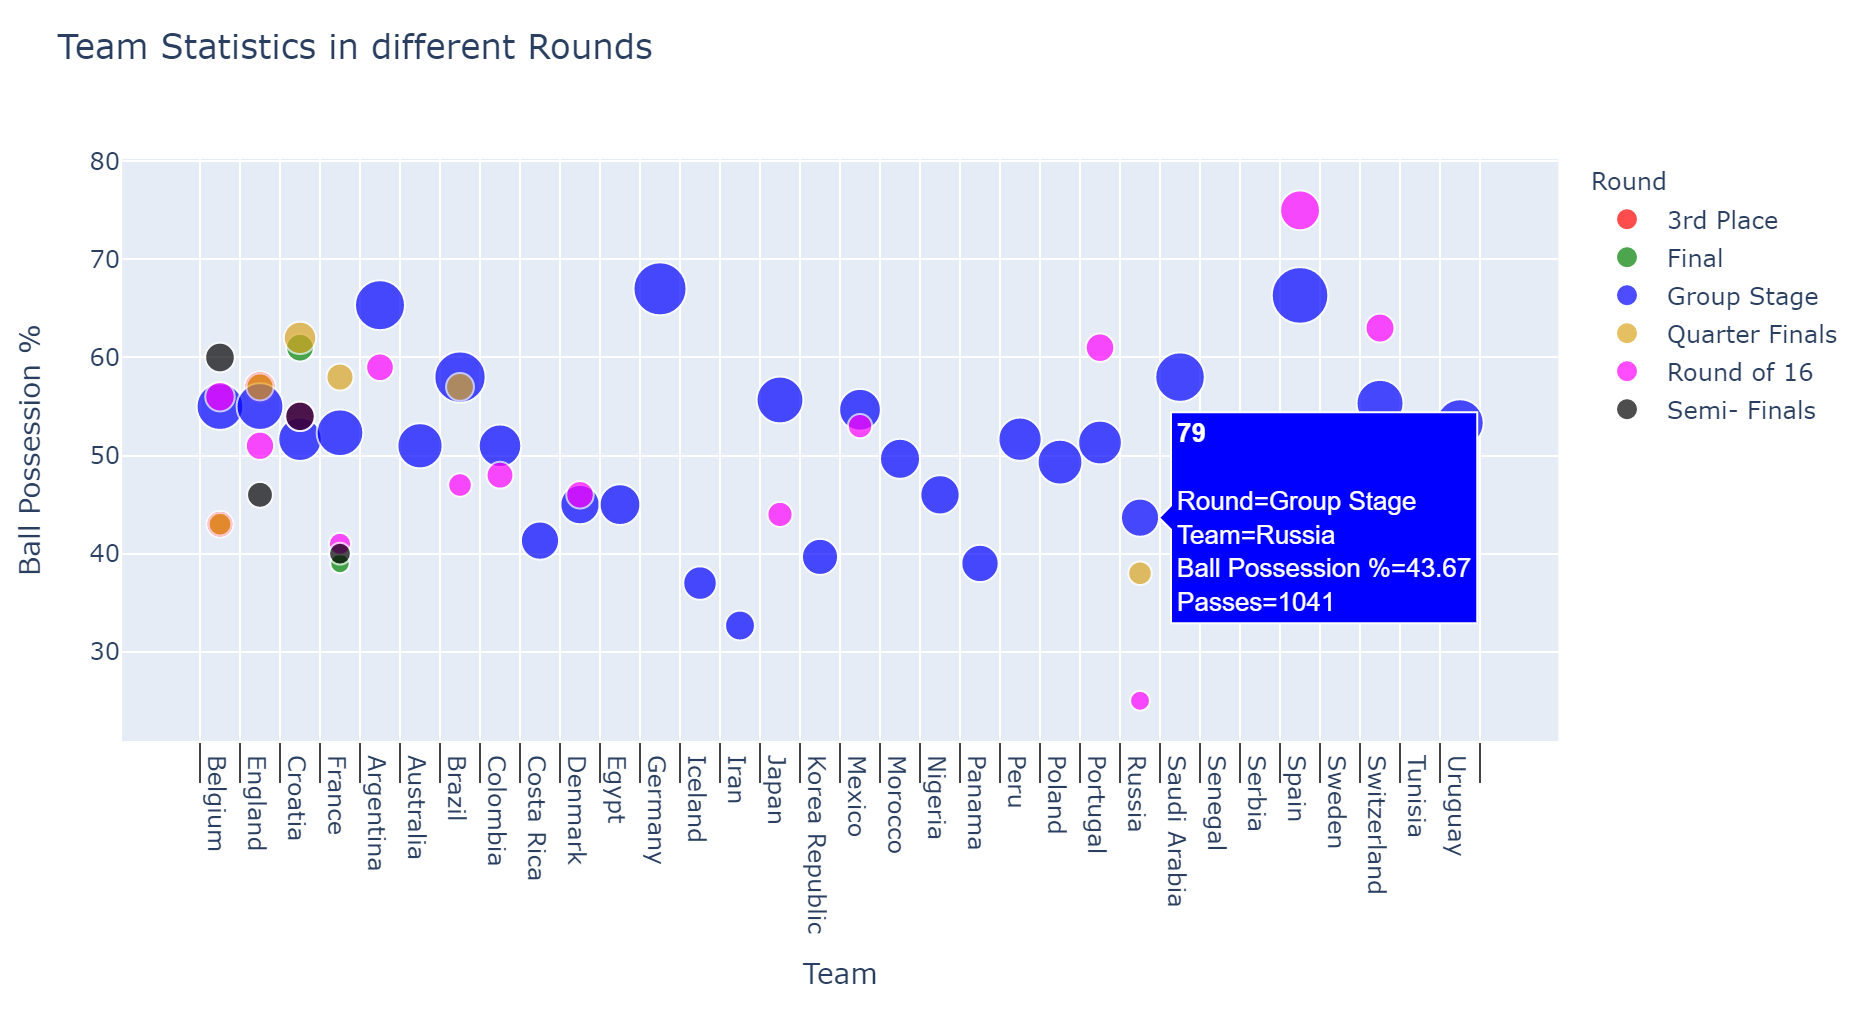 Team Statistics in different Rounds
80
70
60
50
40
30
Ball Possession %
Belgium
England
Croatia
France
Argentina
Australia
Brazil
Colombia
Costa Rica
Denmark
Egypt
Germany
Iceland
Iran
Japan
Korea Republic
Mexico
Morocco
Nigeria
Panama
Peru
Poland
Portugal
Russia
Saudi Arabia
Senegal
Serbia
Spain
Sweden
Switzerland
Tunisia
Uruguay
Team
79
Round=Group Stage
Team=Russia
Ball Possession %=43.67
Passes=1041
Round
3rd Place
Final
Group Stage
Quarter Finals
Round of 16
Semi- Finals